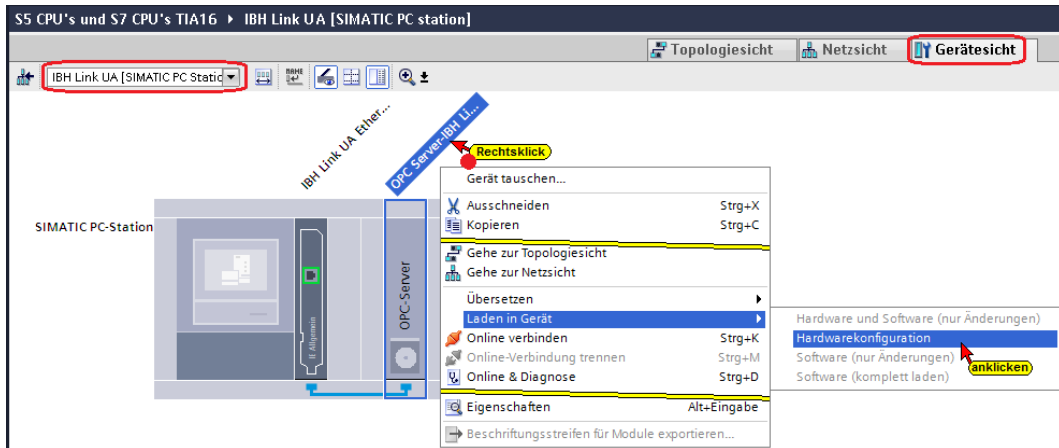 S5 CPU's und S7 CPU's TIA16 ▸ IBH Link UA [SIMATIC PC station]
Topologiesicht Netzsicht Gerätesicht
IBH Link UA [SIMATIC PC Static
NAME
IBH Link UA Ether...
OPC Server-IBH Li...
Rechtsklick
SIMATIC PC-Station
IE Allgemein
OPC-Server
Gerät tauschen...
Ausschneiden Strg+X
Kopieren Strg+C
Gehe zur Topologiesicht
Gehe zur Netzsicht
Übersetzen
Laden in Gerät
Online verbinden Strg+K
Online-Verbindung trennen Strg+M
Online & Diagnose Strg+D
Eigenschaften Alt+Eingabe
Beschriftungsstreifen für Module exportieren...
Hardware und Software (nur Änderungen)
Hardwarekonfiguration
Software (nur Änderungen)
anklicken
Software (komplett laden)